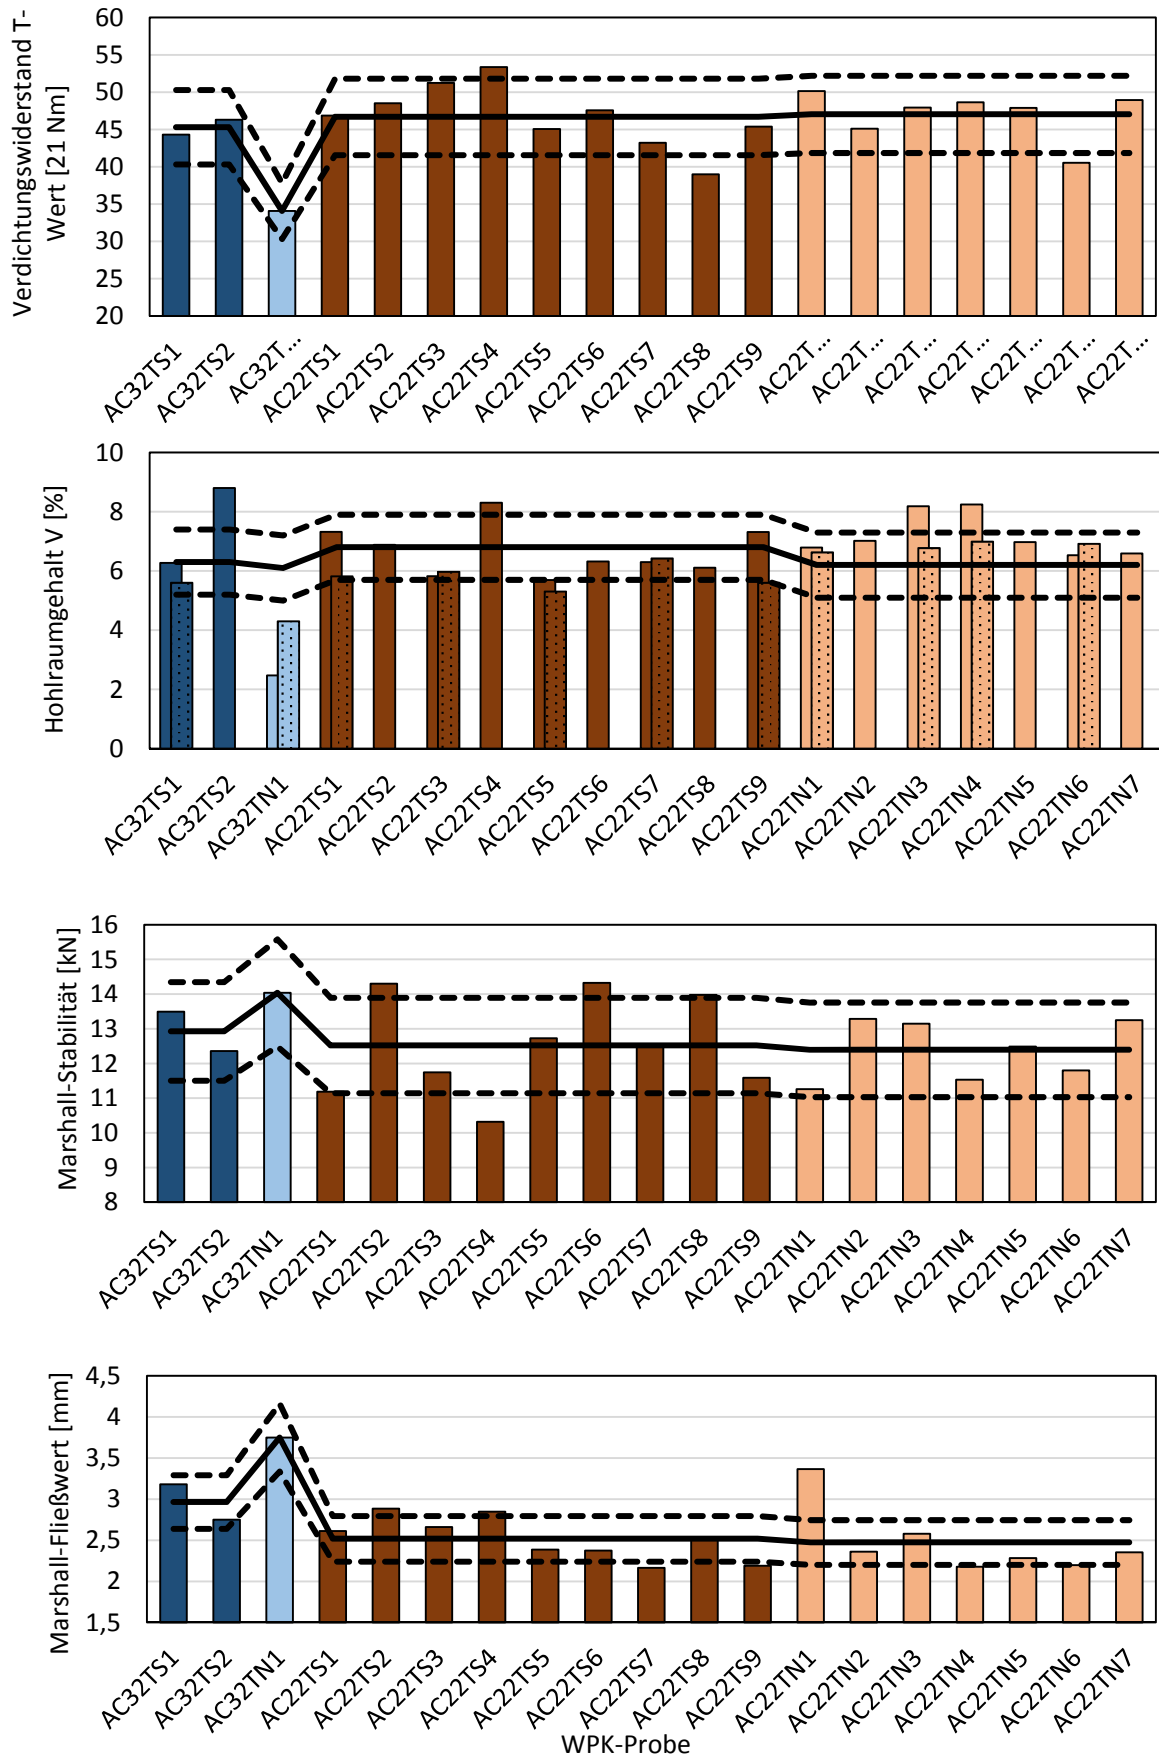 Verdichtungswiderstand T-
Wert [21 Nm]
60
55
50
45
40
35
30
25
20
AC32TS1
AC32TS2
AC32T...
AC22TS1
AC22TS2
AC22TS3
AC22TS4
AC22TS5
AC22TS6
AC22TS7
AC22TS8
AC22TS9
AC22T...
AC22T...
AC22T...
AC22T...
AC22T...
AC22T...
AC22T...
Hohlraumgehalt V [%]
10
8
6
4
2
0
AC32TS1
AC32TS2
AC32TN1
AC22TS1
AC22TS2
AC22TS3
AC22TS4
AC22TS5
AC22TS6
AC22TS7
AC22TS8
AC22TS9
AC22TN1
AC22TN2
AC22TN3
AC22TN4
AC22TN5
AC22TN6
AC22TN7
Marshall-Stabilität [kN]
16
15
14
13
12
11
10
9
8
AC32TS1
AC32TS2
AC32TN1
AC22TS1
AC22TS2
AC22TS3
AC22TS4
AC22TS5
AC22TS6
AC22TS7
AC22TS8
AC22TS9
AC22TN1
AC22TN2
AC22TN3
AC22TN4
AC22TN5
AC22TN6
AC22TN7
Marshall-Fließwert [mm]
4,5
4
3,5
3
2,5
2
1,5
AC32TS1
AC32TS2
AC32TN1
AC22TS1
AC22TS2
AC22TS3
AC22TS4
AC22TS5
AC22TS6
AC22TS7
AC22TS8
AC22TS9
AC22TN1
AC22TN2
AC22TN3
AC22TN4
AC22TN5
AC22TN6
AC22TN7
WPK-Probe